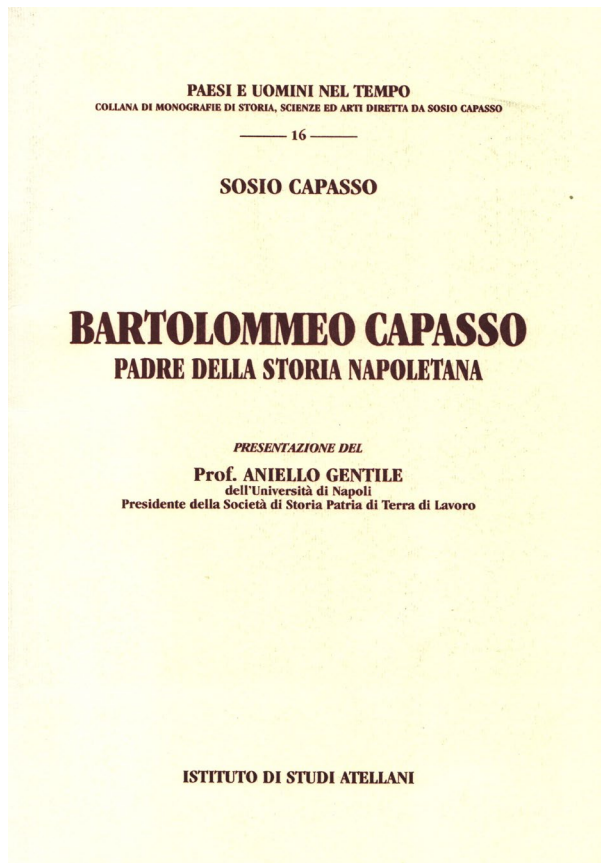 PAESI E UOMINI NEL TEMPO
COLLANA DI MONOGRAFIE DI STORIA, SCIENZE ED ARTI DIRETTA DA SOSIO CAPASSO
16
SOSIO CAPASSO
BARTOLOMMEO CAPASSO
PADRE DELLA STORIA NAPOLETANA
PRESENTAZIONE DEL
Prof. ANIELLO GENTILE
dell'Università di Napoli
Presidente della Società di Storia Patria di Terra di Lavoro
ISTITUTO DI STUDI ATELLANI